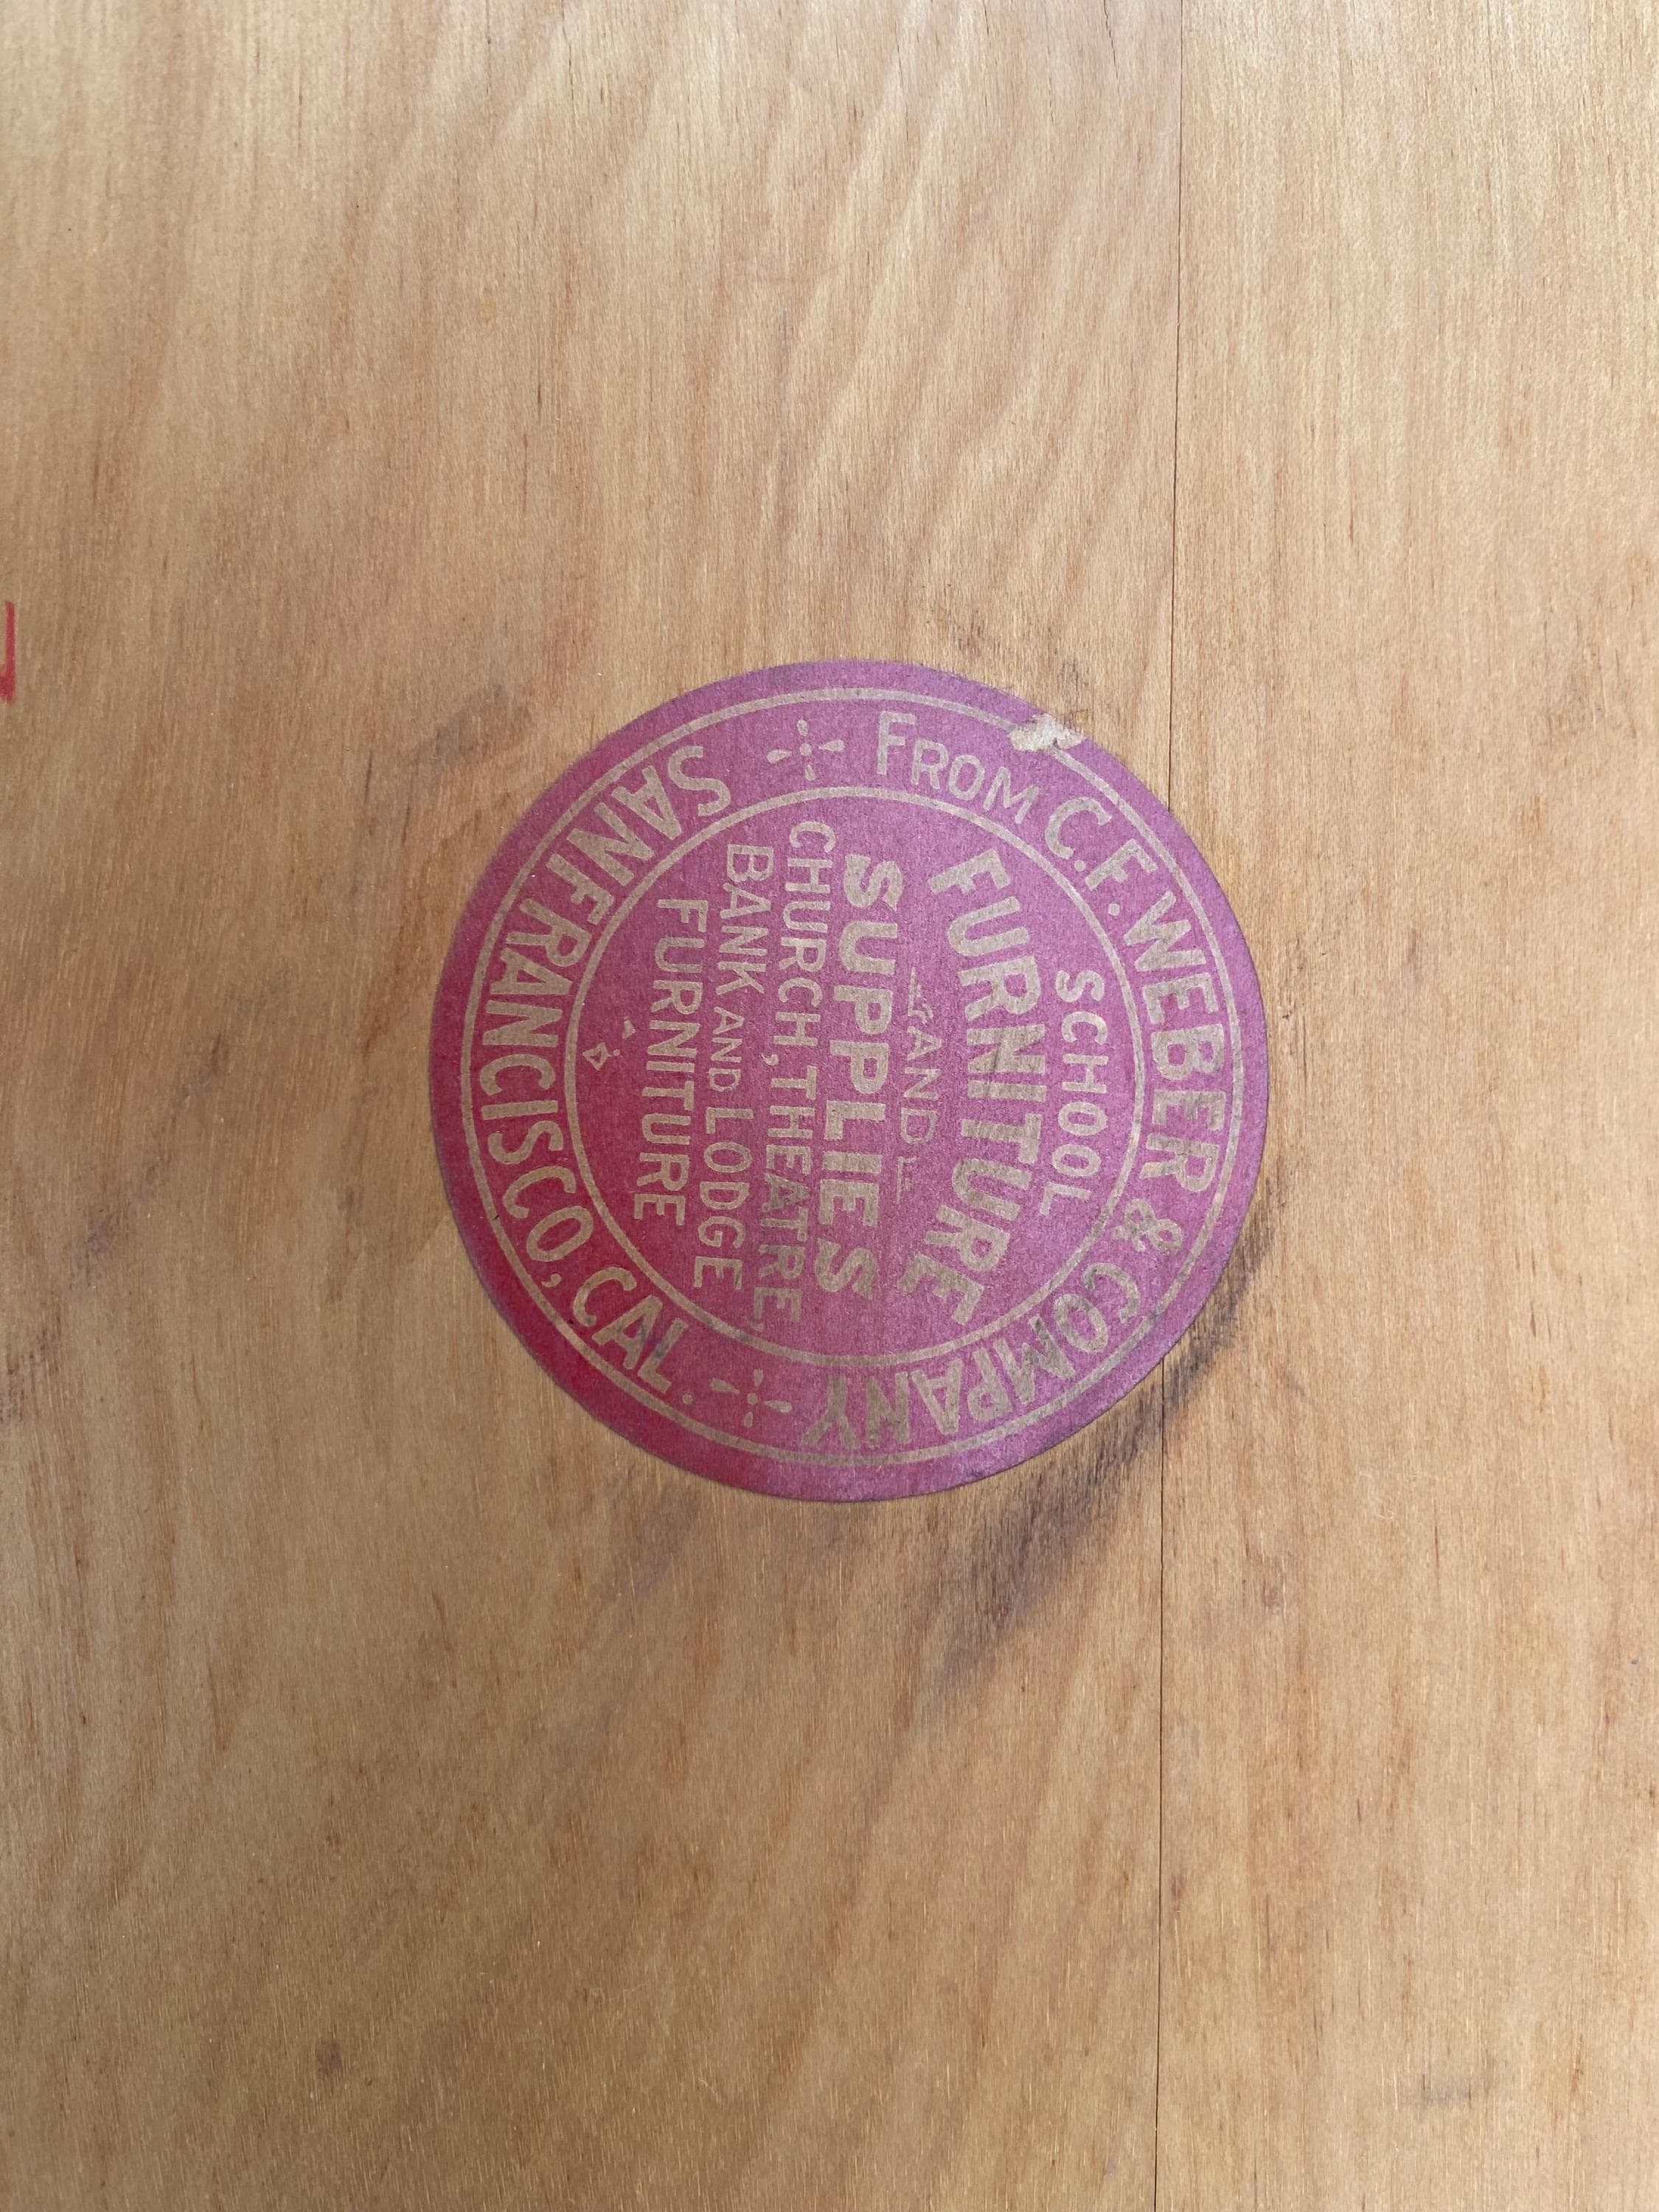 FROM C.F. WEBER & COMPANY
SCHOOL
FURNITURE
AND
SUPPLIES
CHURCH, THEATRE,
BANK AND LODGE
FURNITURE
SAN FRANCISCO, CAL.